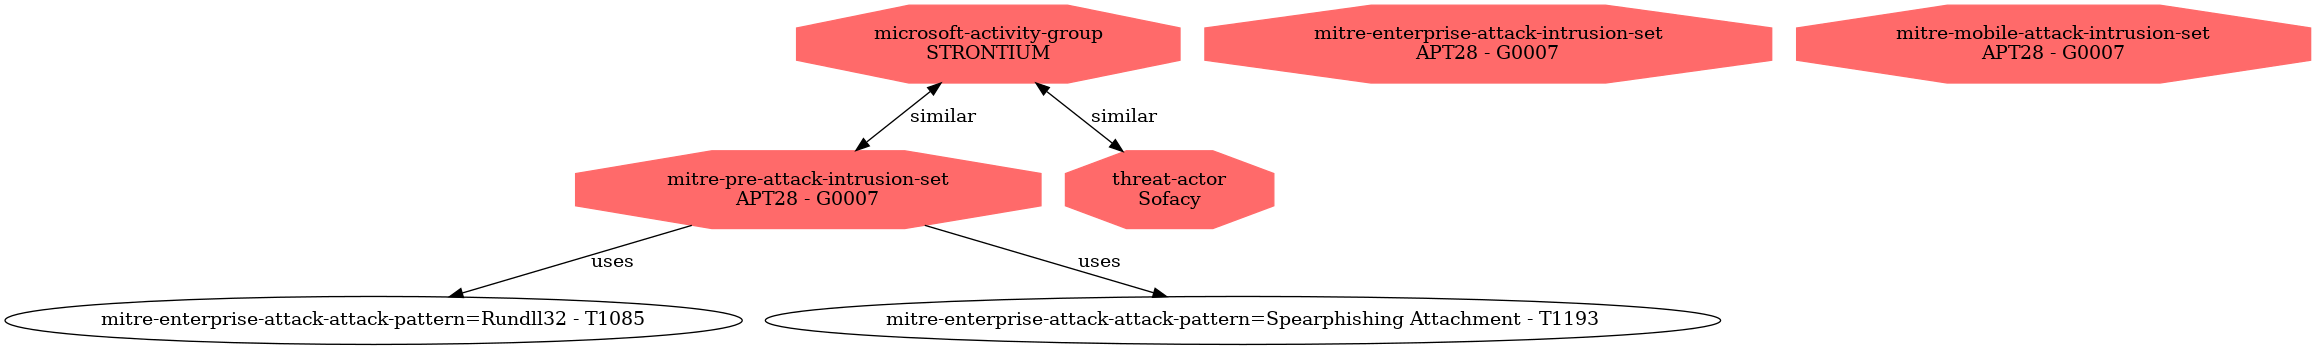 microsoft-activity-group
STRONTIUM
mitre-enterprise-attack-intrusion-set
APT28 - G0007
mitre-mobile-attack-intrusion-set
APT28 - G0007
similar
similar
mitre-pre-attack-intrusion-set
APT28 - G0007
threat-actor
Sofacy
uses
uses
mitre-enterprise-attack-attack-pattern=Rundll32 - T1085
mitre-enterprise-attack-attack-pattern=Spearphishing Attachment - T1193